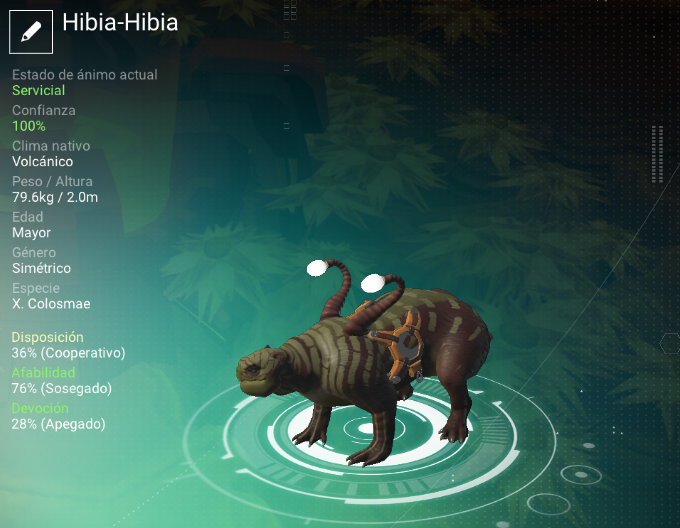 Hibia-Hibia
Estado de ánimo actual
Servicial
Confianza
100%
Clima nativo
Volcánico
Peso / Altura
79.6kg / 2.0m
Edad
Mayor
Género
Simétrico
Especie
X. Colosmae
Disposición
36% (Cooperativo)
Afabilidad
76% (Sosegado)
Devoción
28% (Apegado)